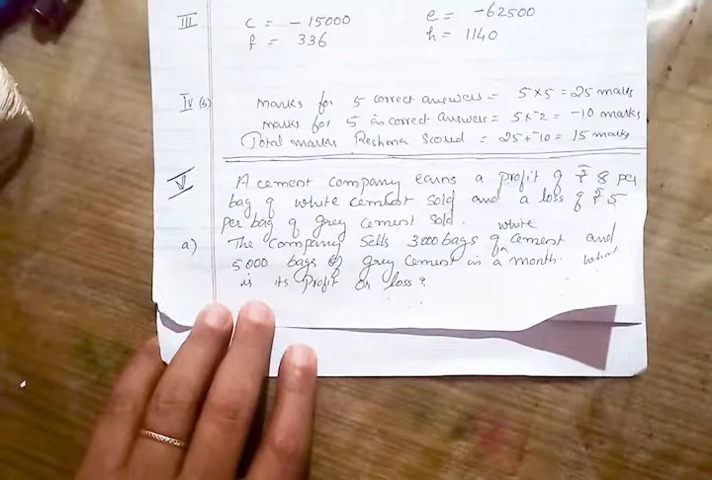 III c = -15000 e = -62500
f = 336 h = 1140
IV (b) marks for 5 correct answers = 5×5 = 25 marks
marks for 5 incorrect answers = 5×-2 = -10 marks
Total marks Reshma Scored = 25+-10 = 15 marks
V A cement company earns a profit of ₹ 8 per
bag of white cement sold and a loss of ₹ 5
per bag of grey cement sold.
a) The company sells 3000 bags of white cement and
5000 bags of grey cement in a month. What
is its profit or loss?